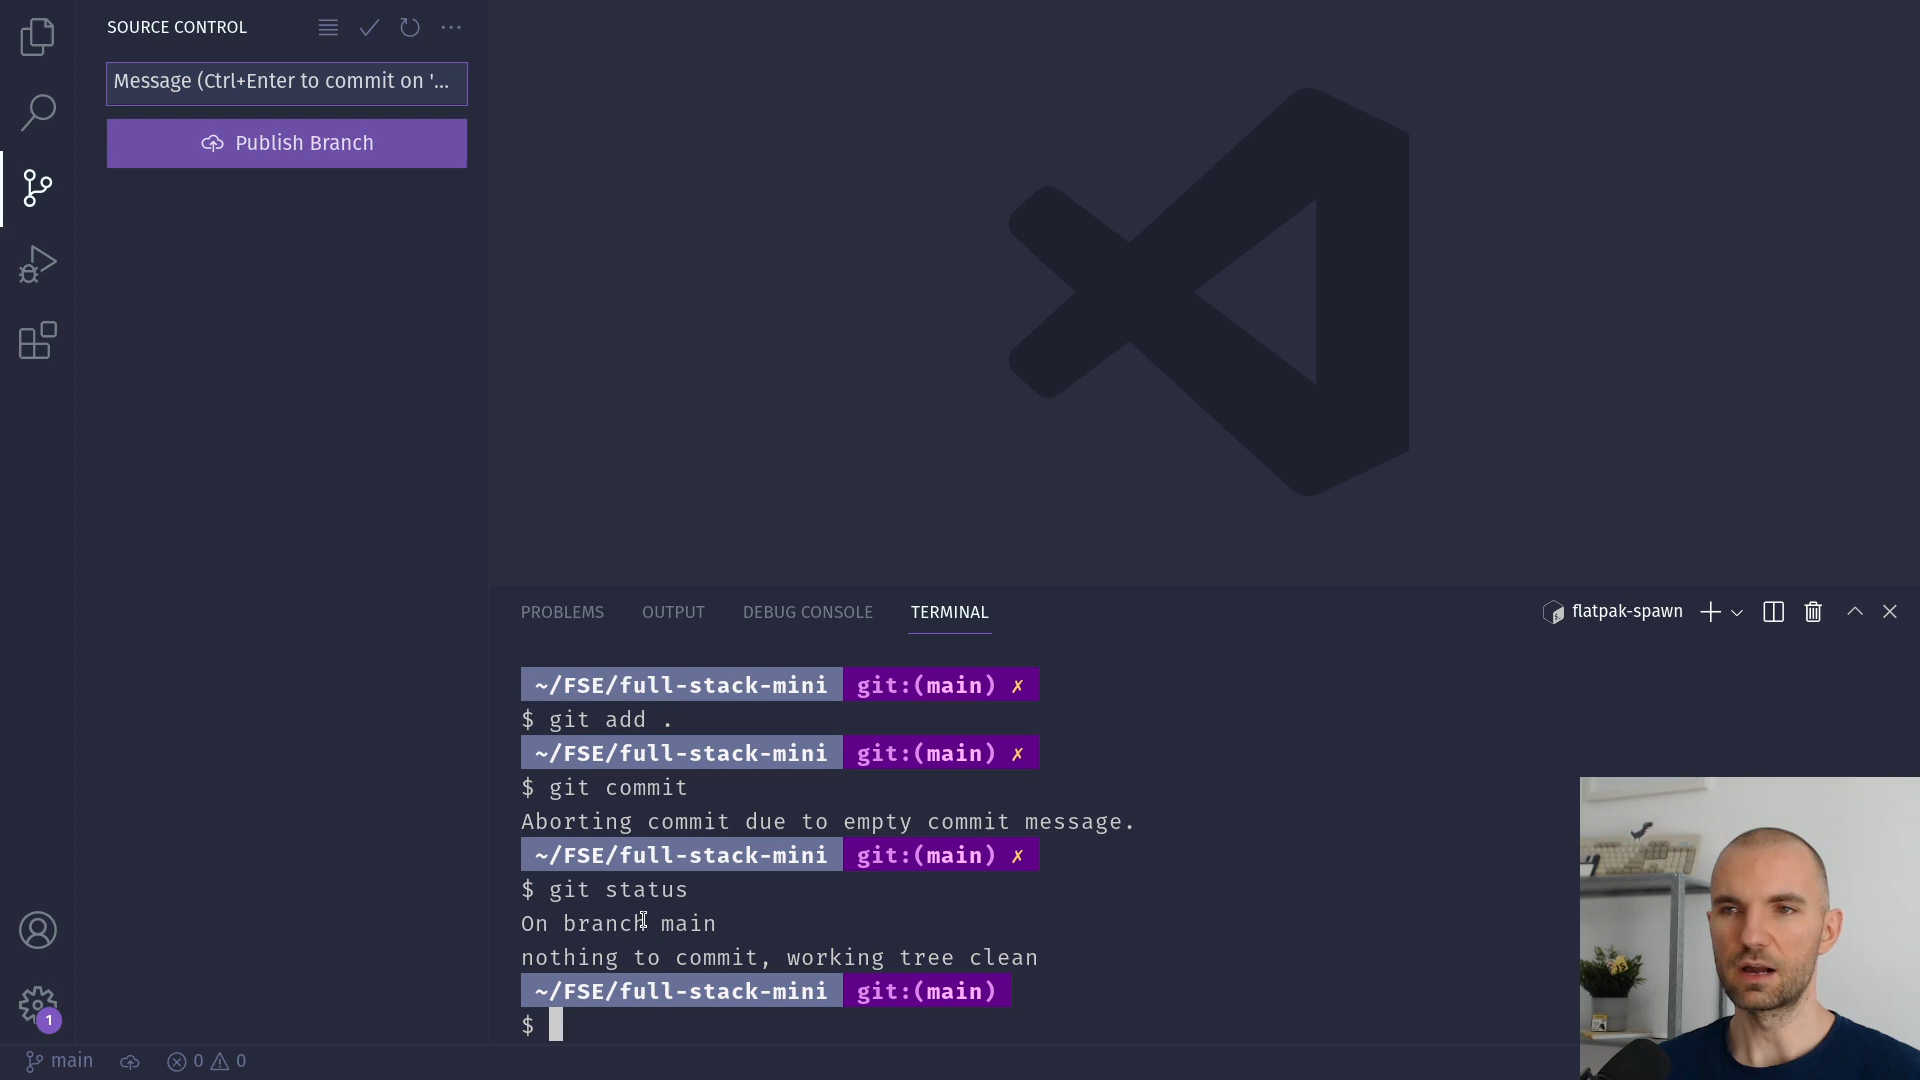 SOURCE CONTROL
Message (Ctrl+Enter to commit on '...
Publish Branch
PROBLEMS OUTPUT DEBUG CONSOLE TERMINAL
flatpak-spawn
~/FSE/full-stack-mini git:(main) ✗
$ git add .
~/FSE/full-stack-mini git:(main) ✗
$ git commit
Aborting commit due to empty commit message.
~/FSE/full-stack-mini git:(main) ✗
$ git status
On branch main
nothing to commit, working tree clean
~/FSE/full-stack-mini git:(main)
$
1
main 0 0